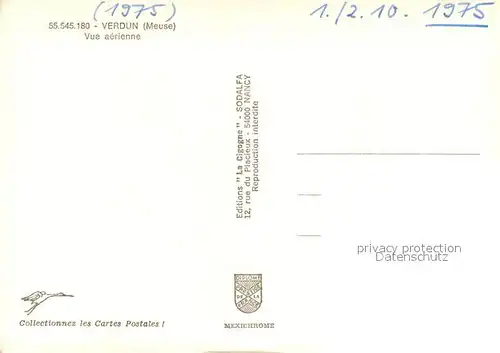 (1975)
1./2.10. 1975
55.545.180 - VERDUN (Meuse)
Vue aérienne
Editions "La Cigogne" - SODALFA
12, rue du Placieux - 54000 NANCY
Reproduction interdite
privacy protection
Datenschutz
Collectionnez les Cartes Postales !
MEXICHROME